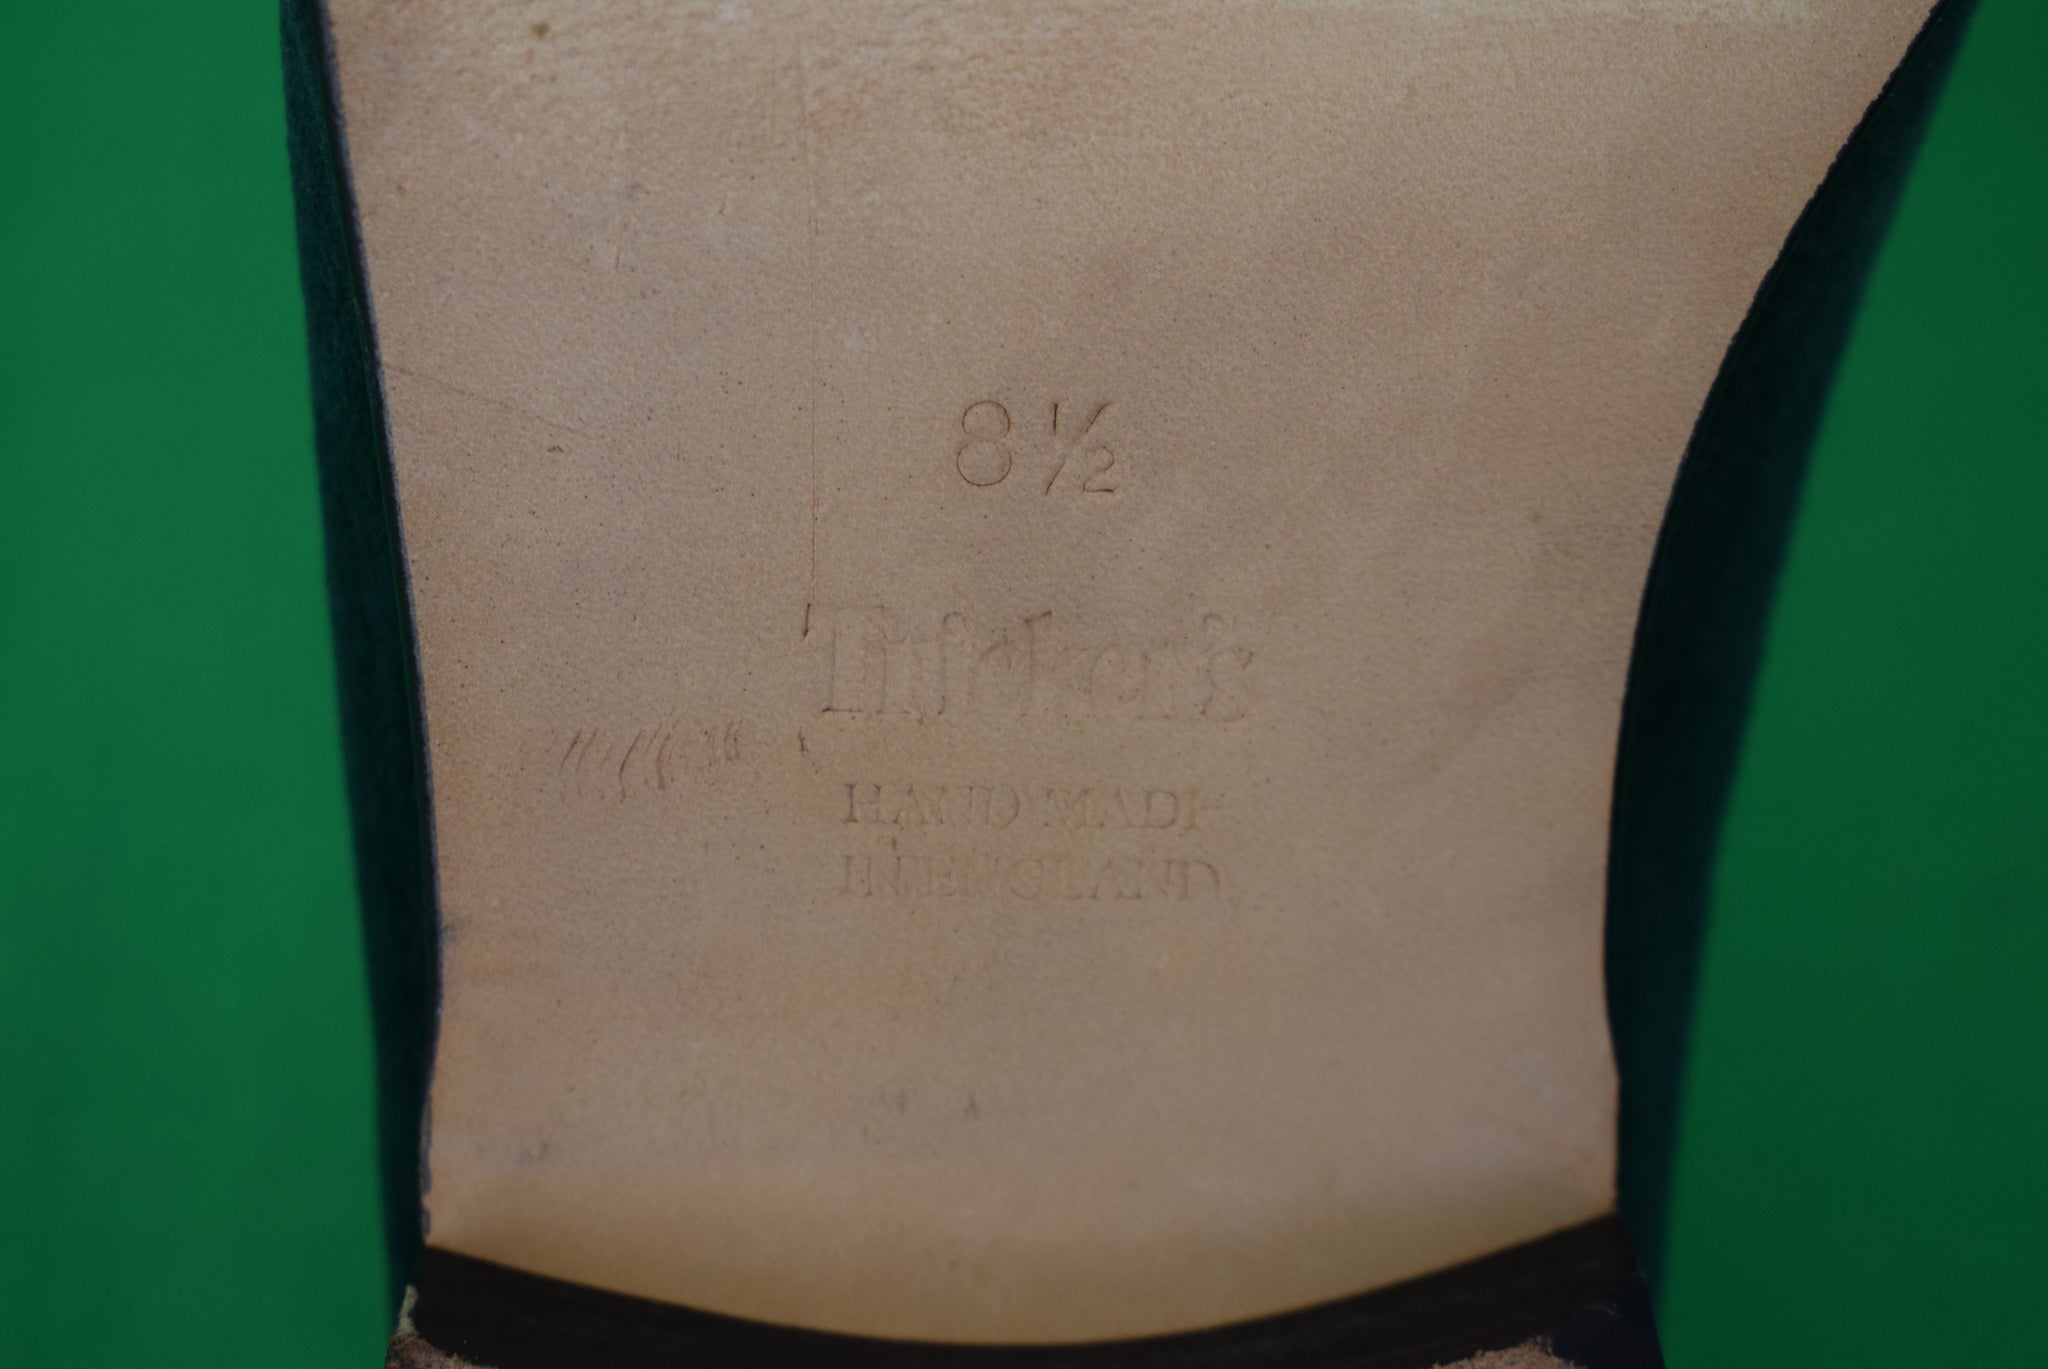 8½
Tricker's
HAND MADE
IN ENGLAND